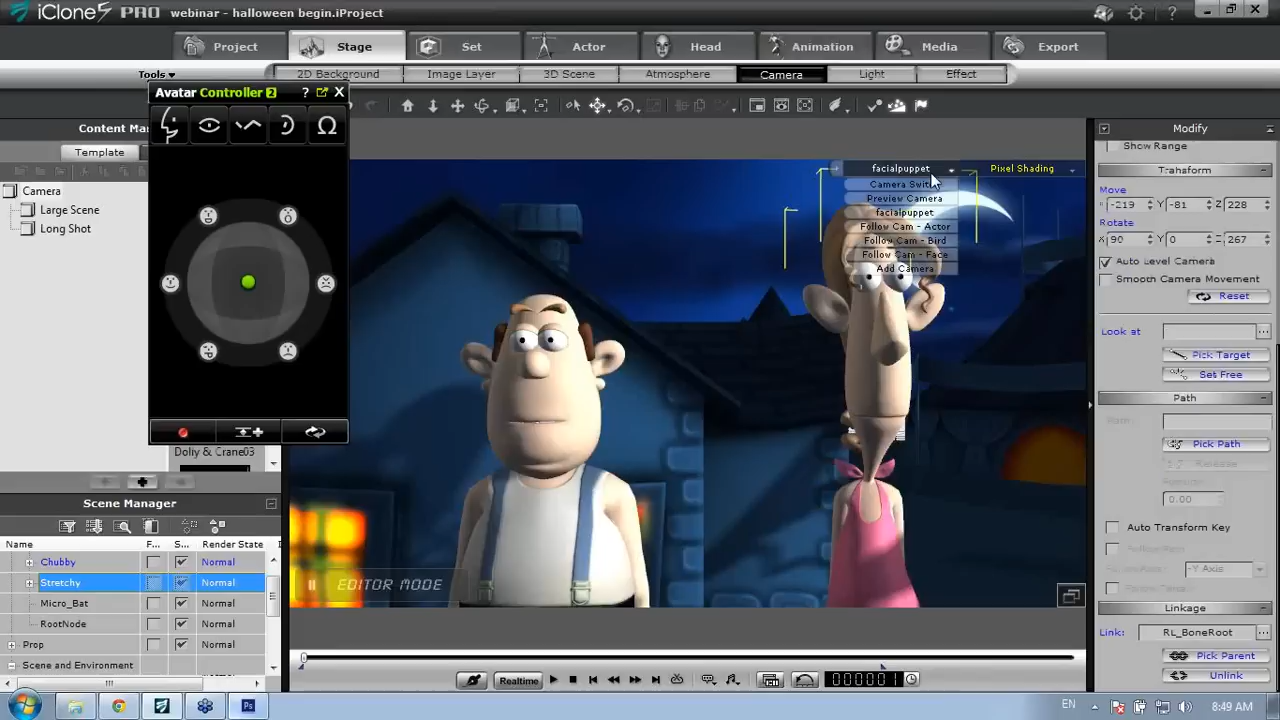 iClone5 PRO webinar - halloween begin.iProject
Project Stage Set Actor Head Animation Media Export
Tools 2D Background Image Layer 3D Scene Atmosphere Camera Light Effect
Avatar Controller 2 ?
Content Ma
Template
Camera
Large Scene
Long Shot
Dolly & Crane03
facialpuppet Pixel Shading
Camera Swit
Preview Camera
facialpuppet
Follow Cam - Actor
Follow Cam - Bird
Follow Cam - Face
Add Camera
EDITOR MODE
Modify
Show Range
Transform
Move
X -219 Y -81 Z 228
Rotate
X 90 Y 0 Z 267
Auto Level Camera
Smooth Camera Movement
Reset
Look at
Pick Target
Set Free
Path
Pick Path
Release
Position:
0.00
Auto Transform Key
-Y Axis
Linkage
Link: RL_BoneRoot
Pick Parent
Unlink
Scene Manager
Name F... S... Render State
Chubby Normal
Stretchy Normal
Micro_Bat Normal
RootNode Normal
Prop Normal
Scene and Environment
Realtime
000001
EN 8:49 AM